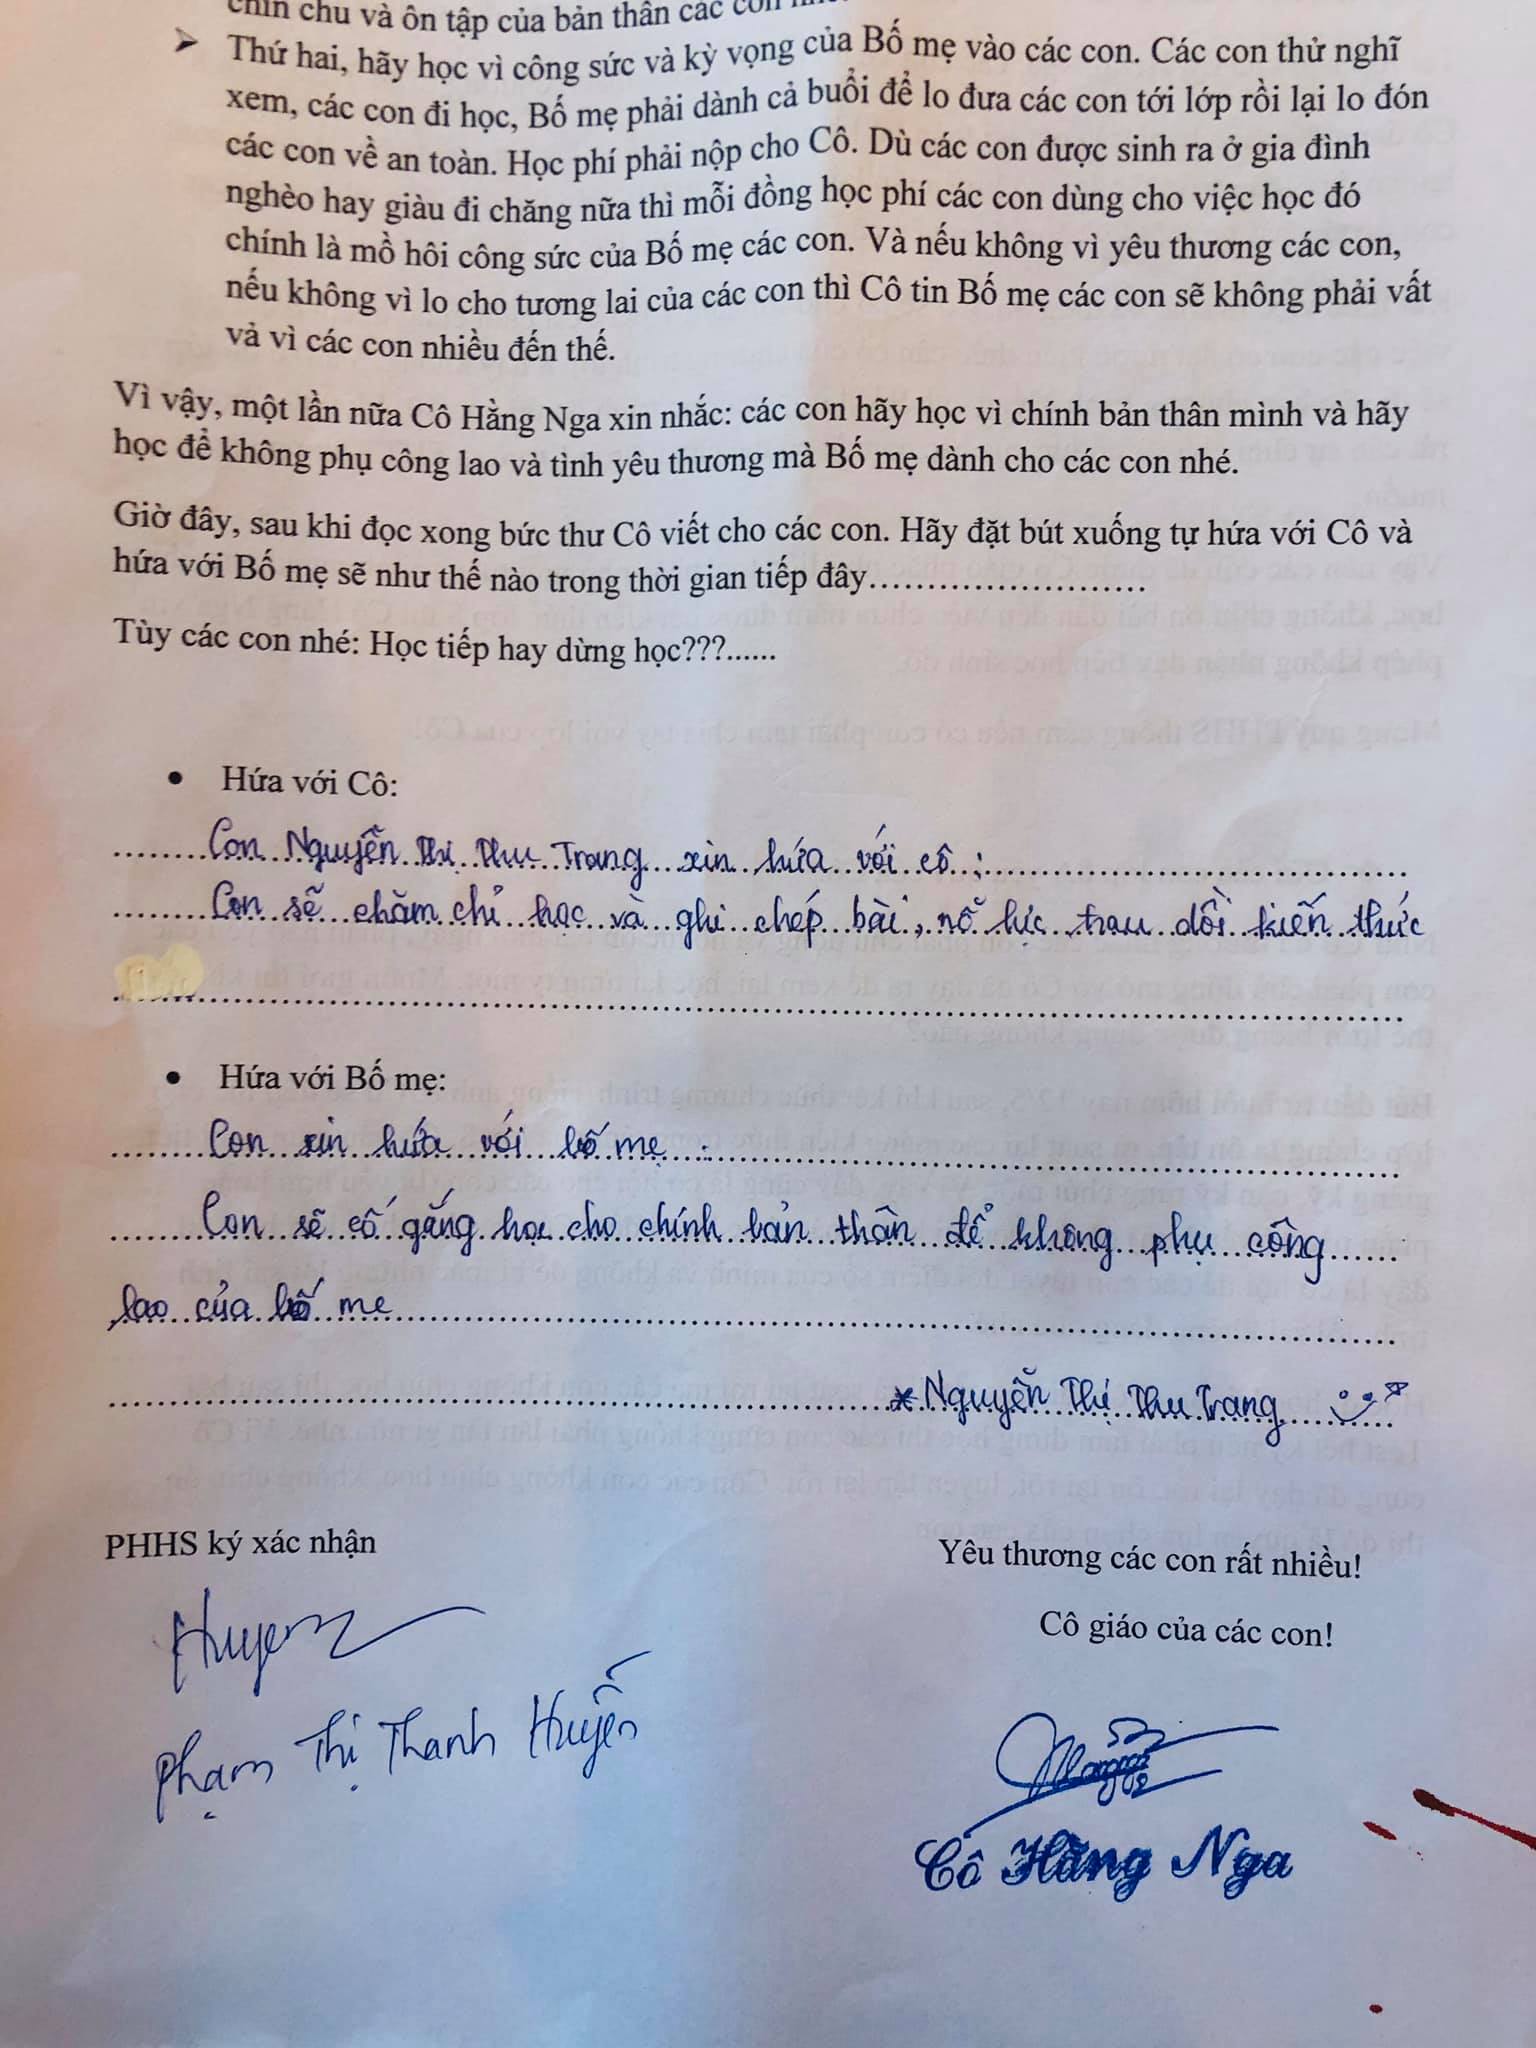 chỉn chu và ôn tập của bản thân các con
➤ Thứ hai, hãy học vì công sức và kỳ vọng của Bố mẹ vào các con. Các con thử nghĩ
xem, các con đi học, Bố mẹ phải dành cả buổi để lo đưa các con tới lớp rồi lại lo đón
các con về an toàn. Học phí phải nộp cho Cô. Dù các con được sinh ra ở gia đình
nghèo hay giàu đi chăng nữa thì mỗi đồng học phí các con dùng cho việc học đó
chính là mồ hôi công sức của Bố mẹ các con. Và nếu không vì yêu thương các con,
nếu không vì lo cho tương lai của các con thì Cô tin Bố mẹ các con sẽ không phải vất
vả vì các con nhiều đến thế.
Vì vậy, một lần nữa Cô Hằng Nga xin nhắc: các con hãy học vì chính bản thân mình và hãy
học để không phụ công lao và tình yêu thương mà Bố mẹ dành cho các con nhé.
Giờ đây, sau khi đọc xong bức thư Cô viết cho các con. Hãy đặt bút xuống tự hứa với Cô và
hứa với Bố mẹ sẽ như thế nào trong thời gian tiếp đây........................
Tùy các con nhé: Học tiếp hay dừng học???......
• Hứa với Cô:
Con Nguyễn Thị Thu Trang xin hứa với cô :
Con sẽ chăm chỉ học và ghi chép bài, nỗ lực trau dồi kiến thức
• Hứa với Bố mẹ:
Con xin hứa với bố mẹ :
Con sẽ cố gắng học cho chính bản thân để không phụ công
lao của bố mẹ
* Nguyễn Thị Thu Trang
PHHS ký xác nhận
Yêu thương các con rất nhiều!
Cô giáo của các con!
Huyền
Phạm Thị Thanh Huyền
Cô Hằng Nga